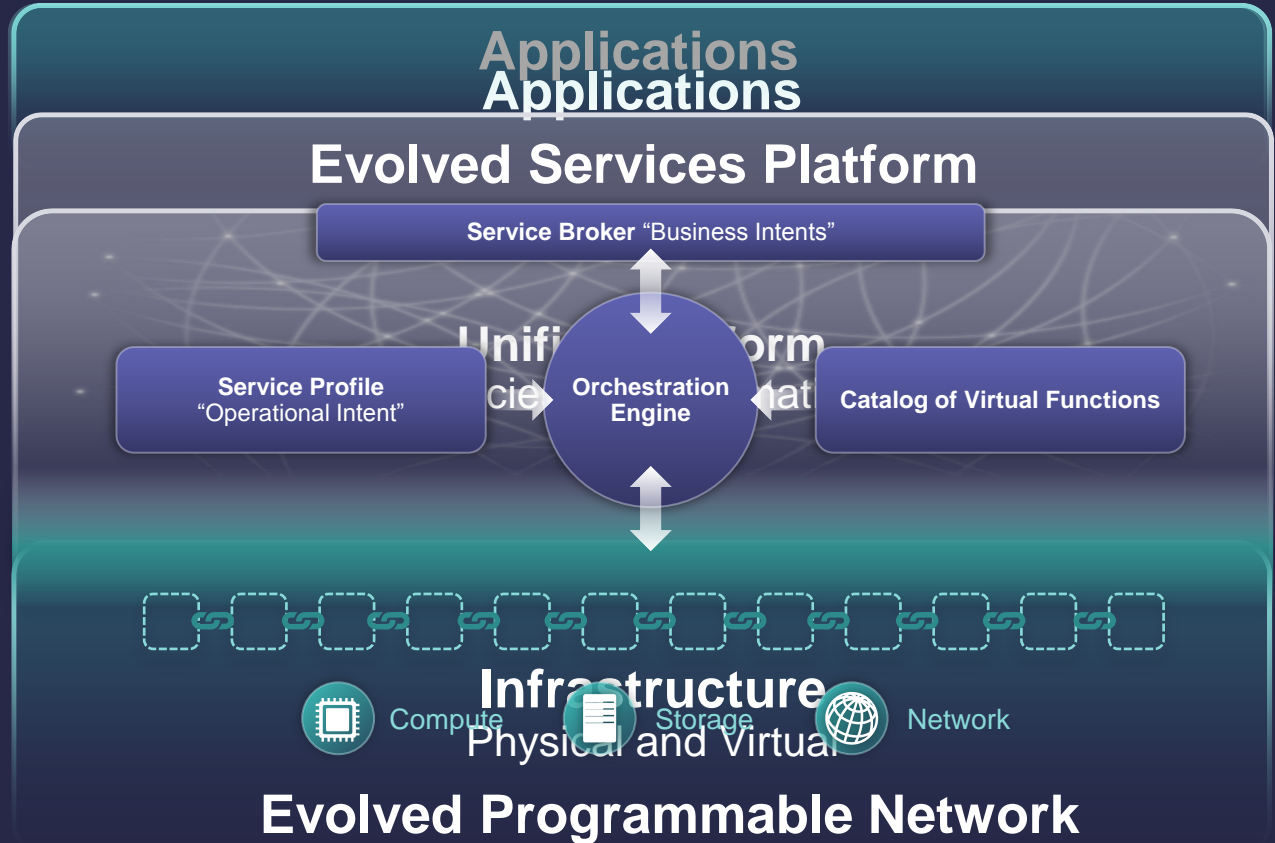 Applications
Applications
Evolved Services Platform
Service Broker “Business Intents”
Service Profile
“Operational Intent”
Orchestration
Engine
Catalog of Virtual Functions
Infrastructure
Compute
Storage
Network
Physical and Virtual
Evolved Programmable Network